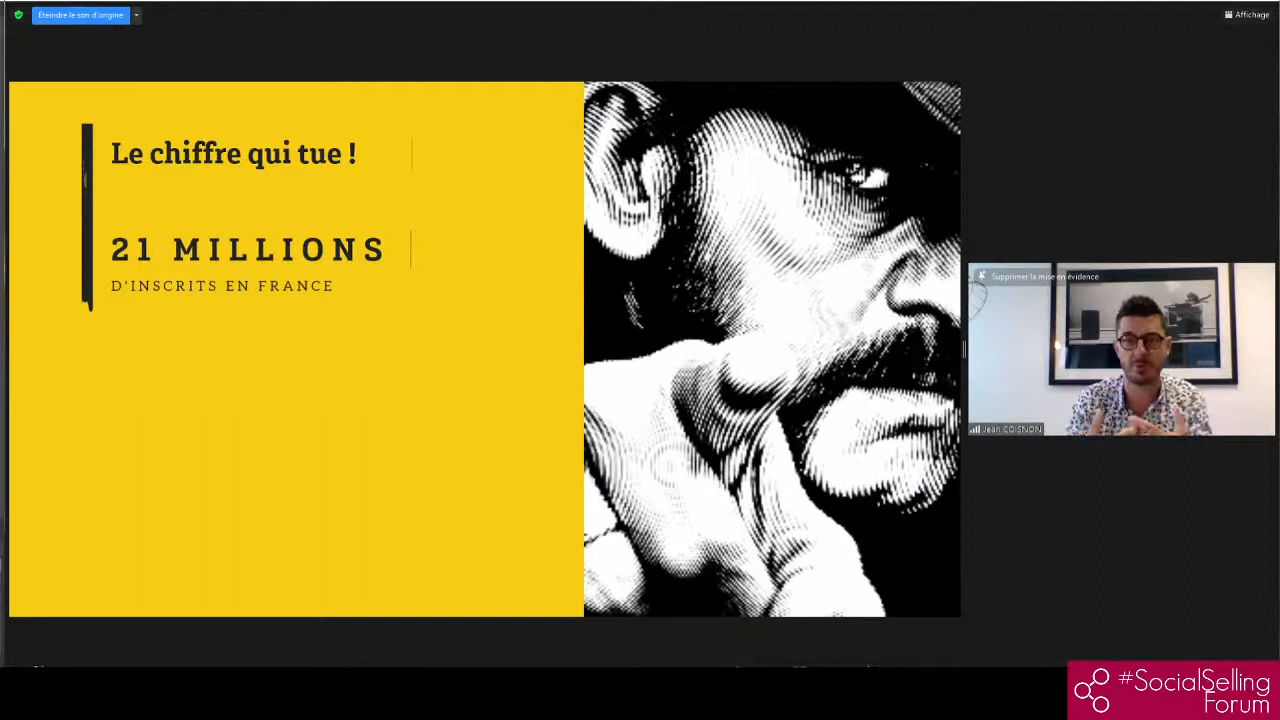 Éteindre le son d'origine
Affichage
Le chiffre qui tue !
21 MILLIONS
D'INSCRITS EN FRANCE
Supprimer la mise en évidence
Jean COISNON
#SocialSelling
Forum